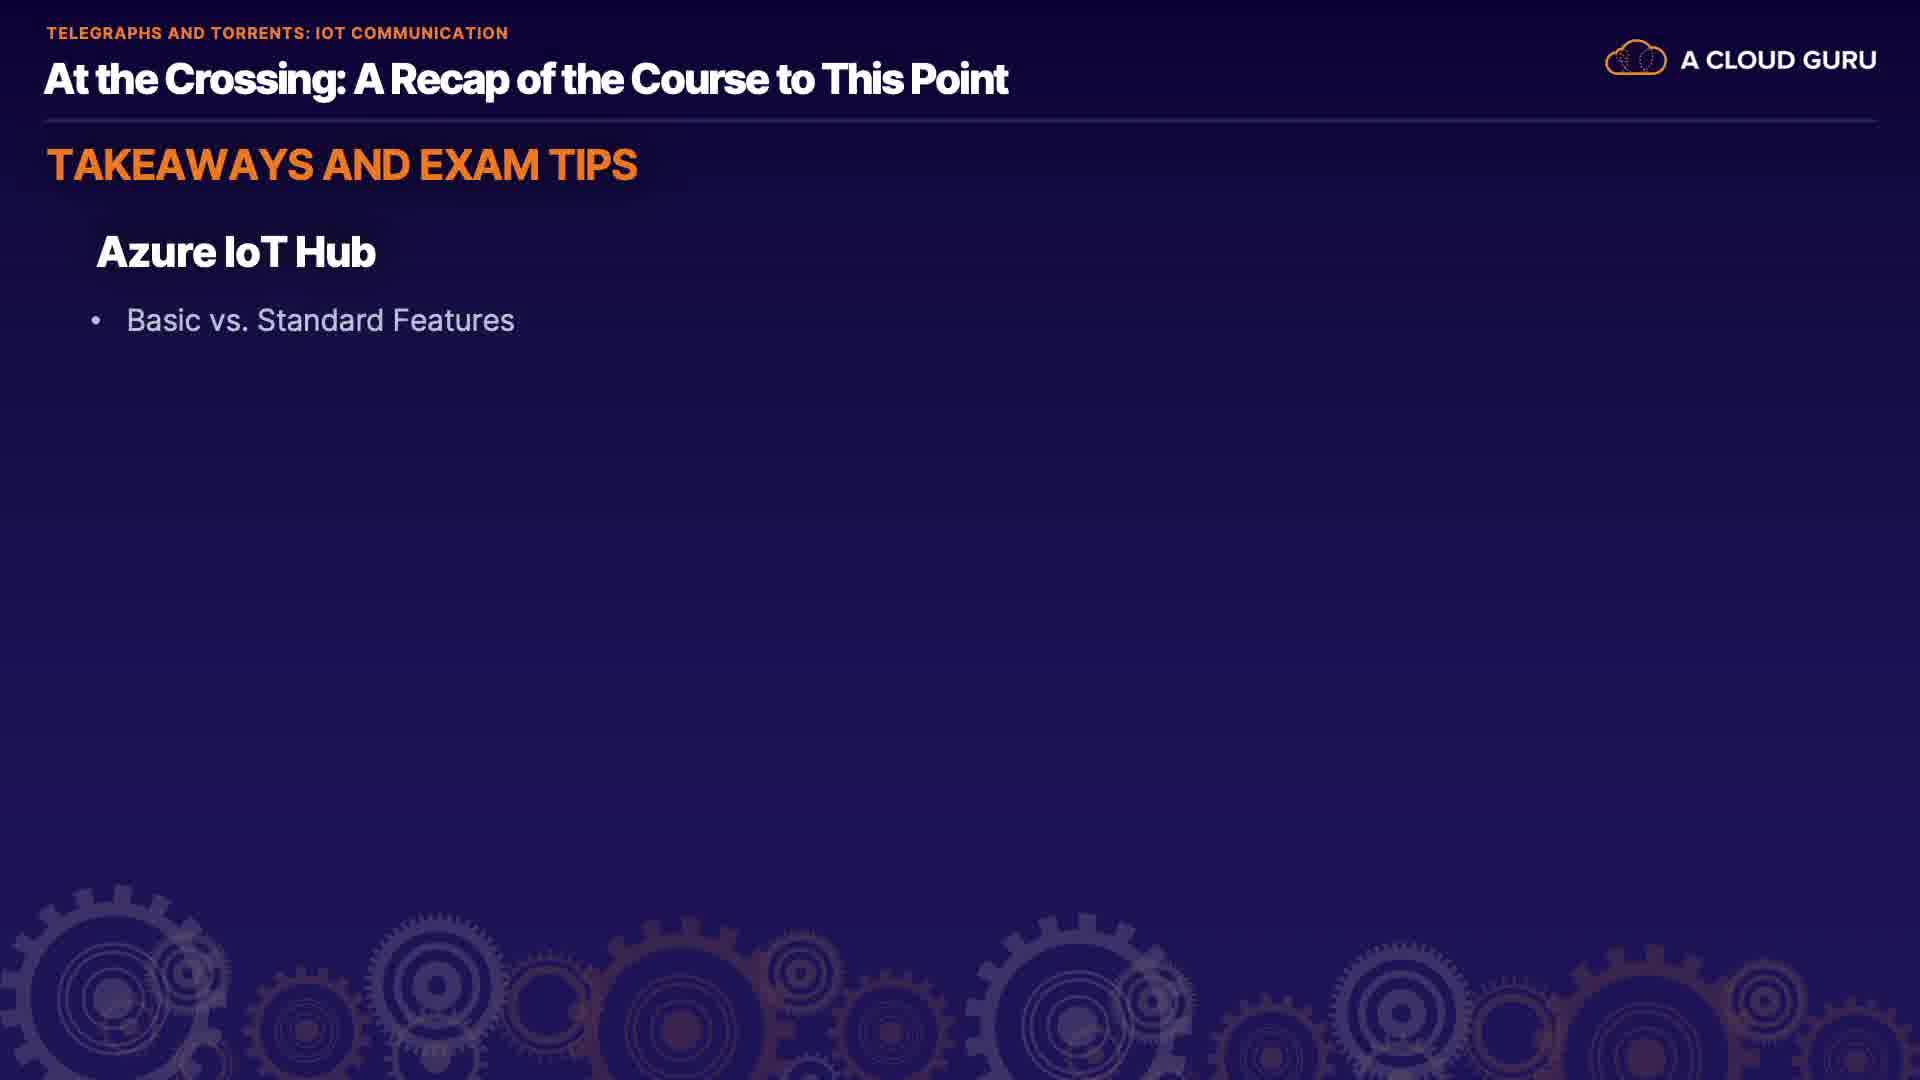 TELEGRAPHS AND TORRENTS: IOT COMMUNICATION
At the Crossing: A Recap of the Course to This Point
A CLOUD GURU
TAKEAWAYS AND EXAM TIPS
Azure IoT Hub
• Basic vs. Standard Features